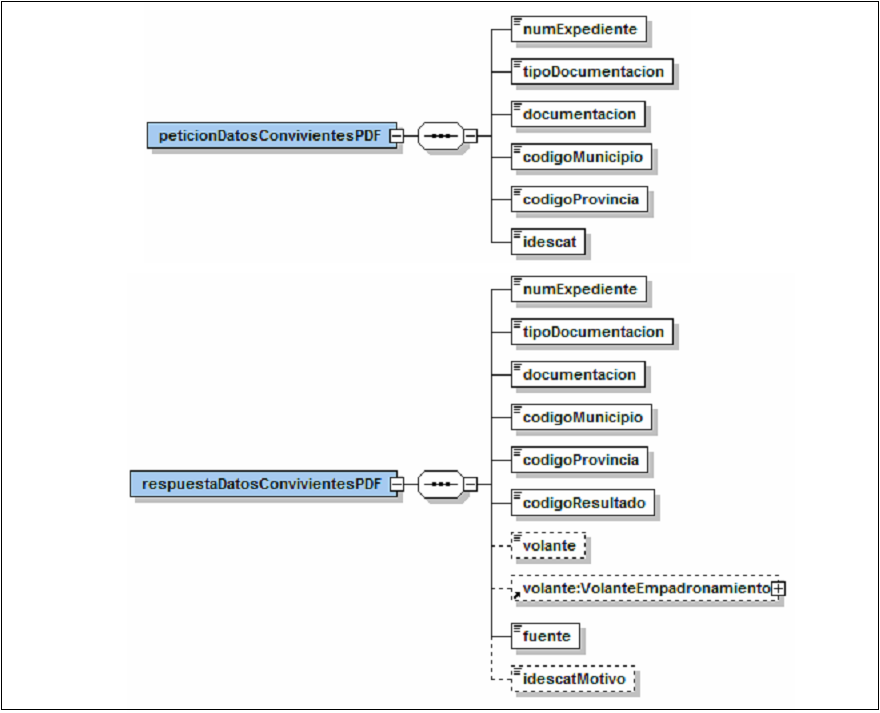 numExpediente
tipoDocumentacion
documentacion
peticionDatosConvivientesPDF
codigoMunicipio
codigoProvincia
idescat
numExpediente
tipoDocumentacion
documentacion
codigoMunicipio
codigoProvincia
respuestaDatosConvivientesPDF
codigoResultado
volante
volante:VolanteEmpadronamiento
fuente
idescatMotivo